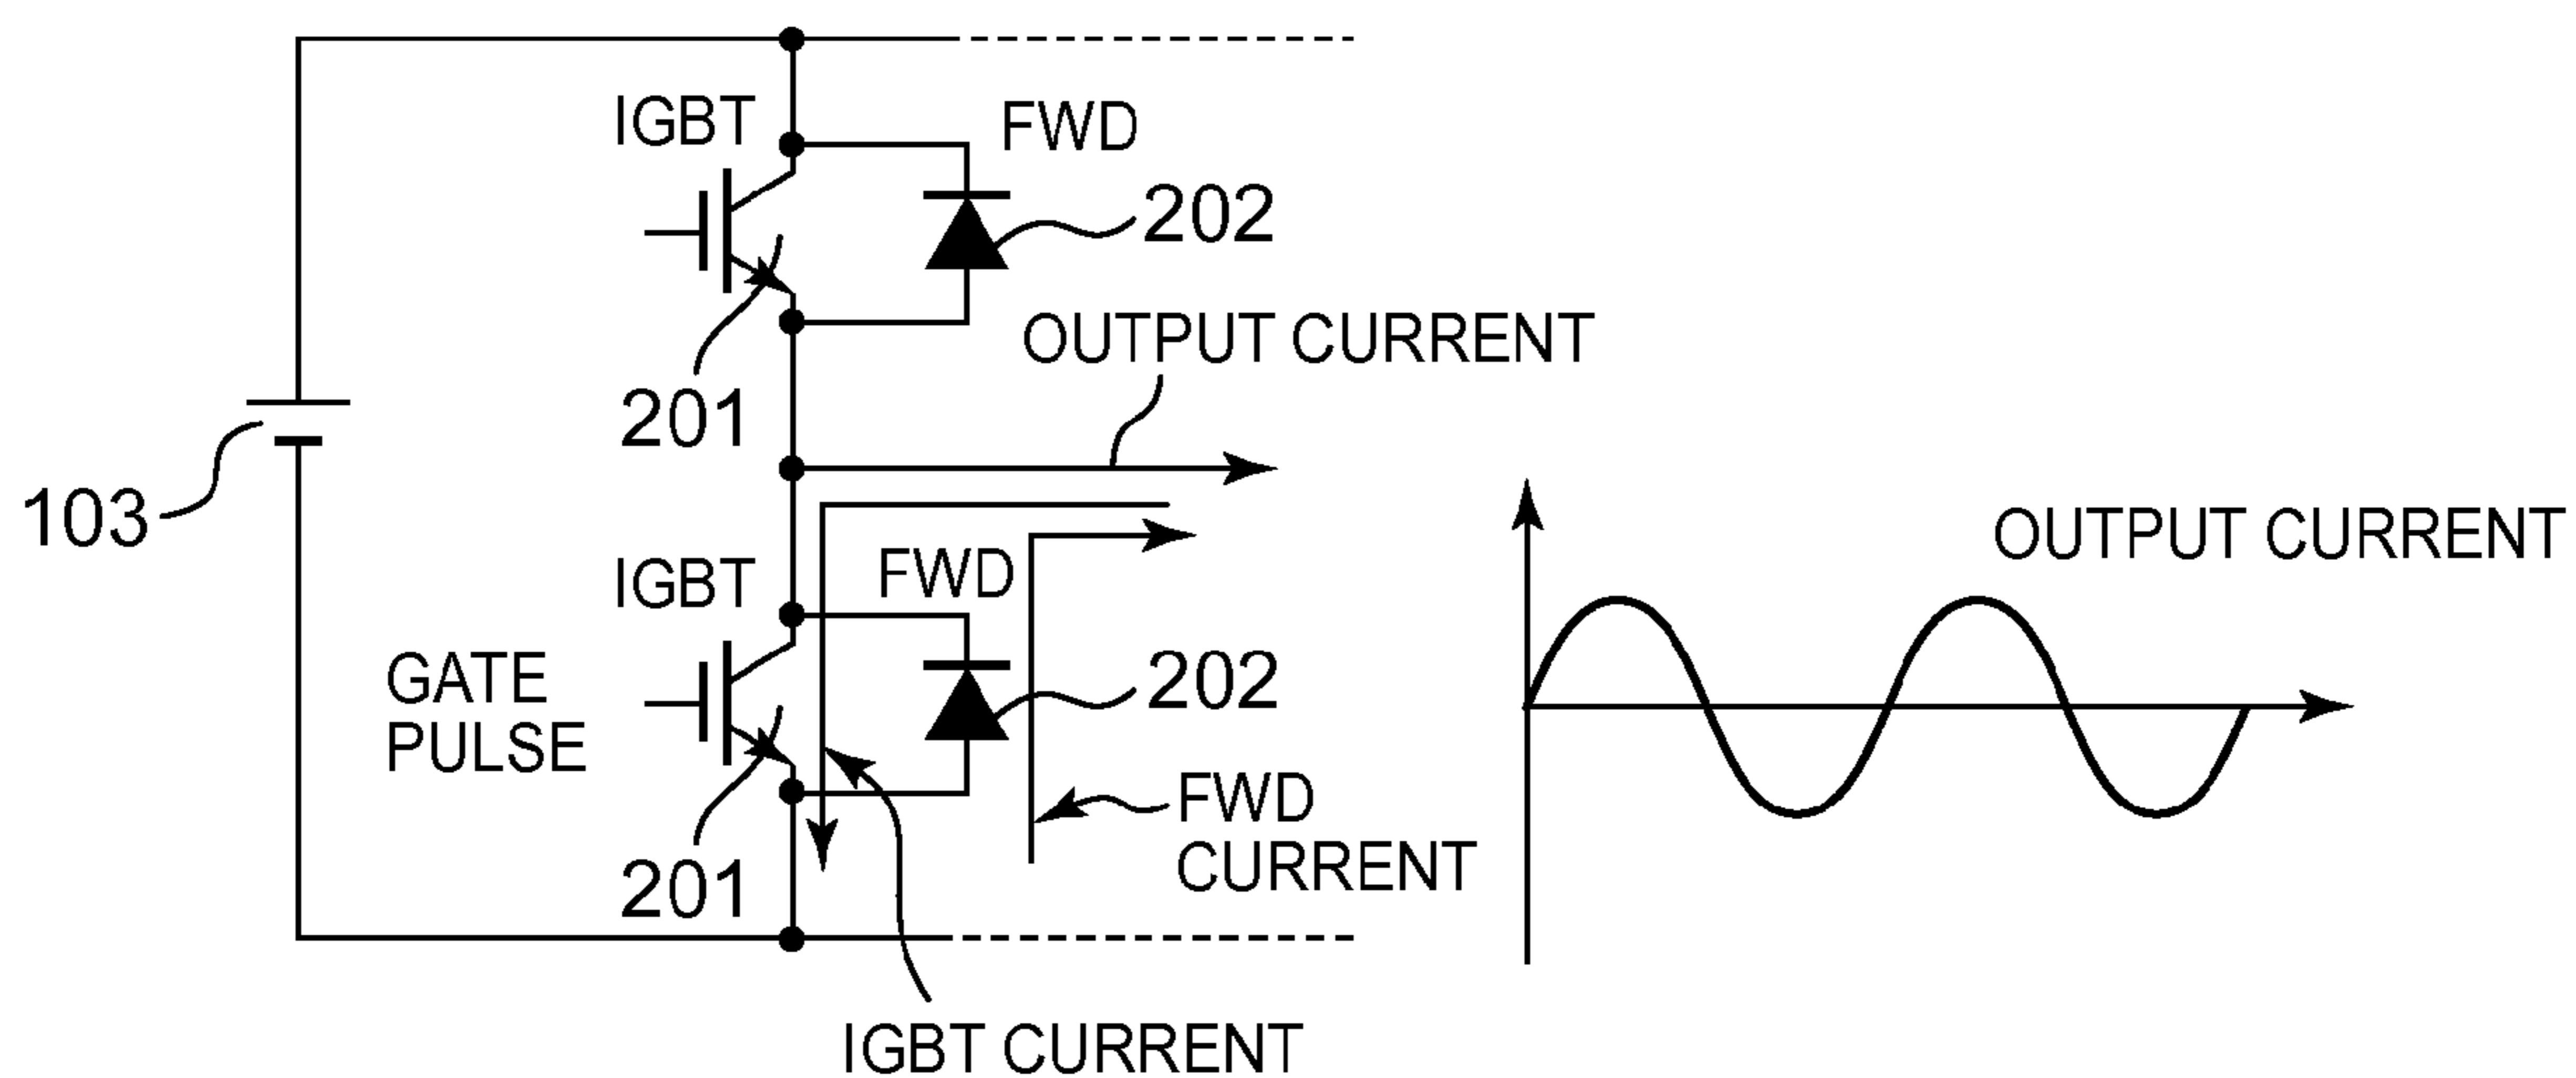 IGBT
FWD
202
201
OUTPUT CURRENT
103
IGBT
FWD
GATE
PULSE
202
201
FWD
CURRENT
IGBT CURRENT
OUTPUT CURRENT